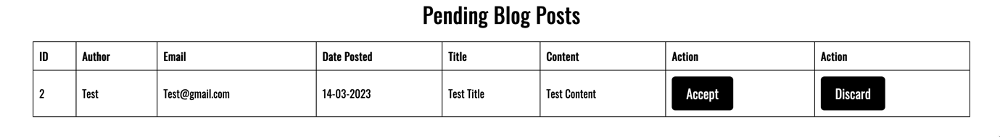 Pending Blog Posts
ID Author Email Date Posted Title Content Action Action
2 Test Test@gmail.com 14-03-2023 Test Title Test Content Accept Discard